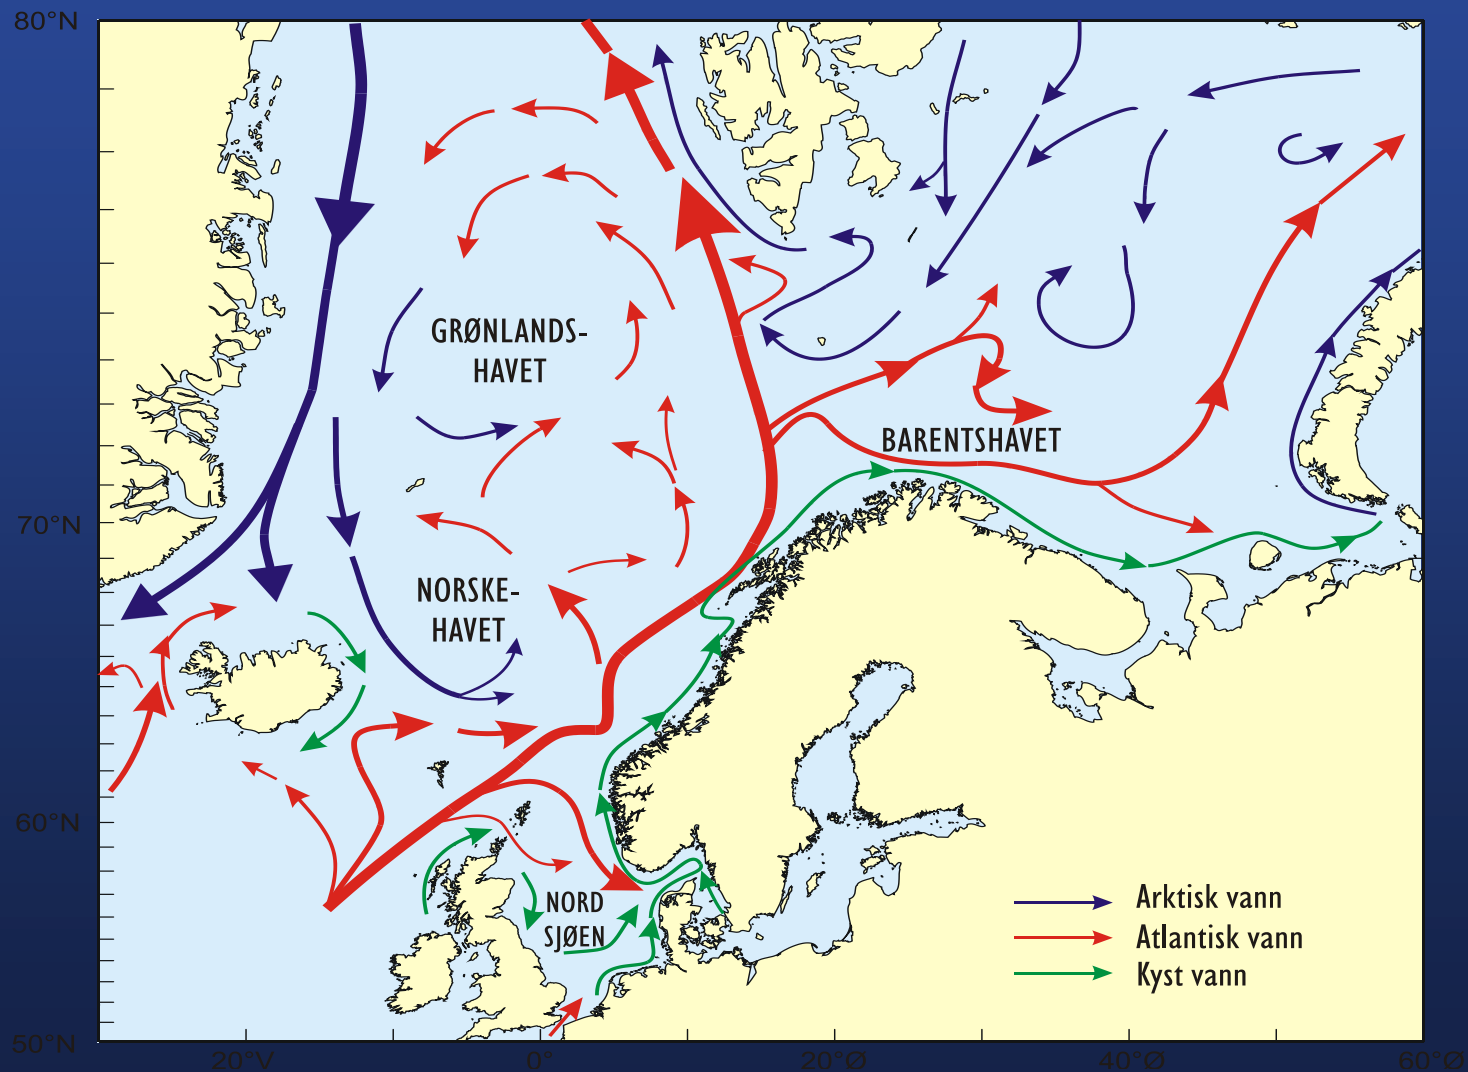 80°N
GRØNLANDS-
HAVET
BARENTSHAVET
70°N
NORSKE-
HAVET
60°N
NORD
SJØEN
Arktisk vann
Atlantisk vann
Kyst vann
50°N
20°V
0°
20°Ø
40°Ø
60°Ø